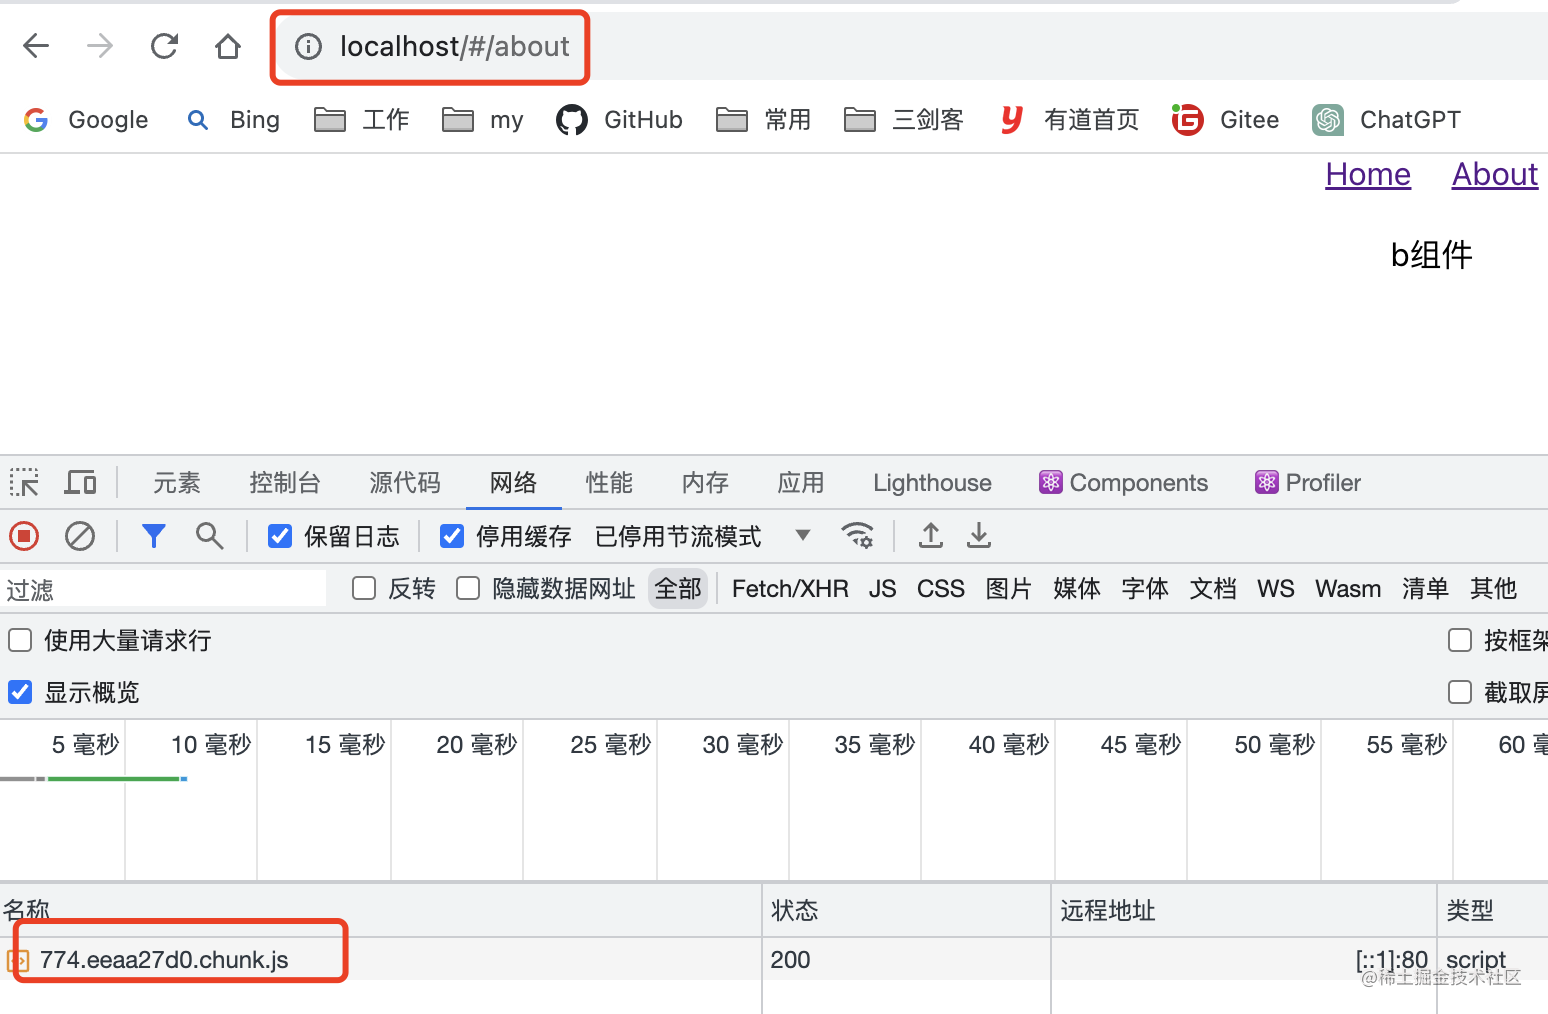 localhost/#/about
Google Bing 工作 my GitHub 常用 三剑客 有道首页 Gitee ChatGPT
Home About
b组件
元素 控制台 源代码 网络 性能 内存 应用 Lighthouse Components Profiler
保留日志 停用缓存 已停用节流模式
过滤 反转 隐藏数据网址 全部 Fetch/XHR JS CSS 图片 媒体 字体 文档 WS Wasm 清单 其他
使用大量请求行 按框架
显示概览 截取屏
5 毫秒 10 毫秒 15 毫秒 20 毫秒 25 毫秒 30 毫秒 35 毫秒 40 毫秒 45 毫秒 50 毫秒 55 毫秒 60 毫
名称 状态 远程地址 类型
774.eeaa27d0.chunk.js 200 [::1]:80 script
@稀土掘金技术社区